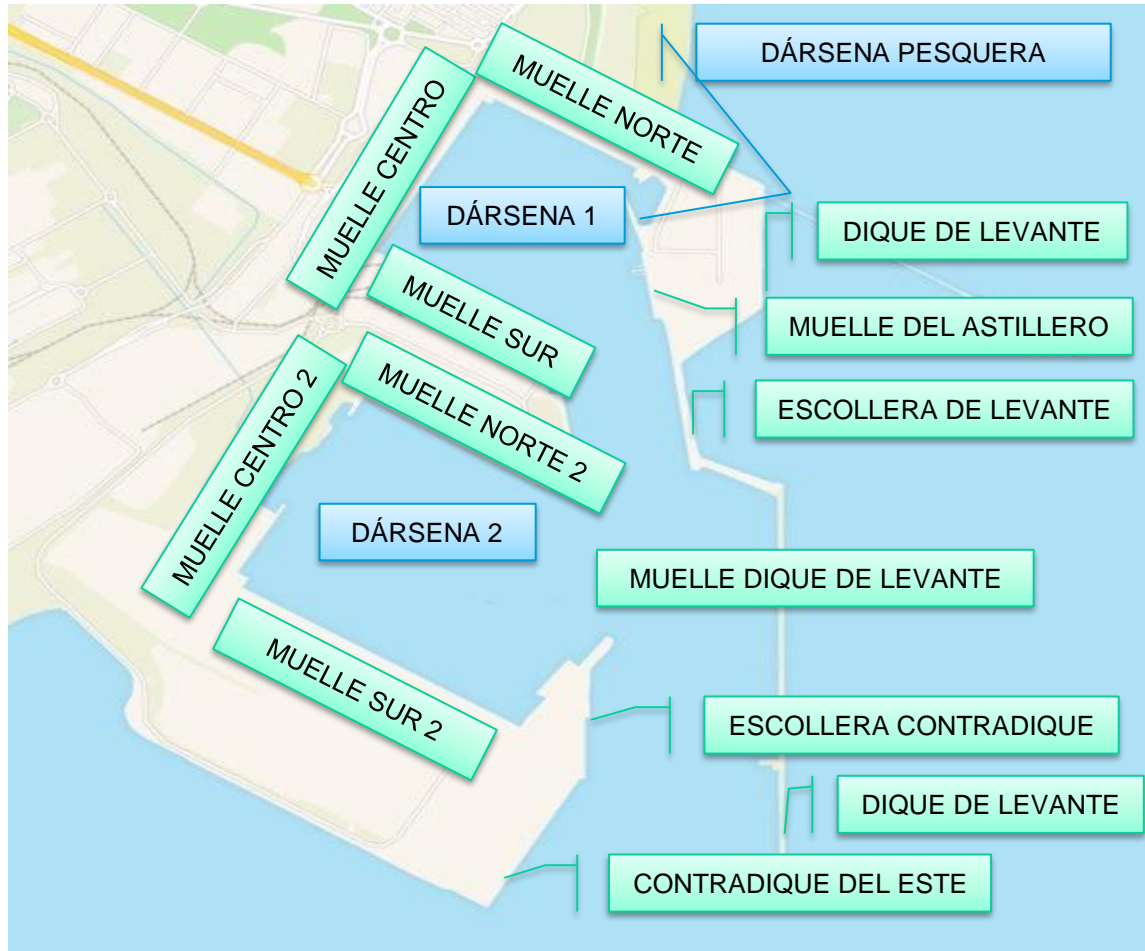 DÁRSENA PESQUERA
MUELLE NORTE
MUELLE CENTRO
DÁRSENA 1
DIQUE DE LEVANTE
MUELLE SUR
MUELLE DEL ASTILLERO
MUELLE NORTE 2
ESCOLLERA DE LEVANTE
MUELLE CENTRO 2
DÁRSENA 2
MUELLE DIQUE DE LEVANTE
MUELLE SUR 2
ESCOLLERA CONTRADIQUE
DIQUE DE LEVANTE
CONTRADIQUE DEL ESTE